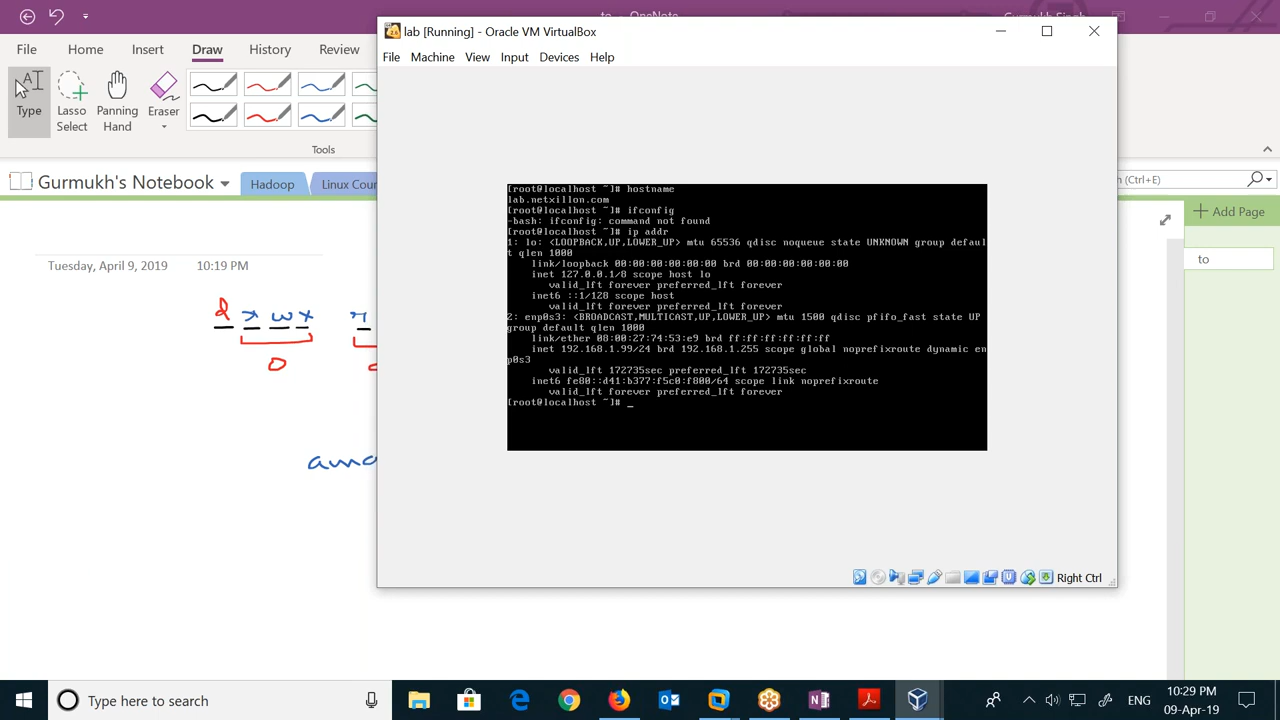 to - OneNote
Gurmukh Singh
File Home Insert Draw History Review
Type
Lasso
Select
Panning
Hand
Eraser
Tools
Gurmukh's Notebook Hadoop Linux Cour
(Ctrl+E)
Add Page
to
Tuesday, April 9, 2019 10:29 PM
lab [Running] - Oracle VM VirtualBox
File Machine View Input Devices Help
[root@localhost ~]# hostname
lab.netxillon.com
[root@localhost ~]# ifconfig
-bash: ifconfig: command not found
[root@localhost ~]# ip addr
1: lo: <LOOPBACK,UP,LOWER_UP> mtu 65536 qdisc noqueue state UNKNOWN group defaul
t qlen 1000
link/loopback 00:00:00:00:00:00 brd 00:00:00:00:00:00
inet 127.0.0.1/8 scope host lo
valid_lft forever preferred_lft forever
inet6 ::1/128 scope host
valid_lft forever preferred_lft forever
2: enp0s3: <BROADCAST,MULTICAST,UP,LOWER_UP> mtu 1500 qdisc pfifo_fast state UP
group default qlen 1000
link/ether 08:00:27:74:53:e9 brd ff:ff:ff:ff:ff:ff
inet 192.168.1.99/24 brd 192.168.1.255 scope global noprefixroute dynamic en
p0s3
valid_lft 172735sec preferred_lft 172735sec
inet6 fe80::d41:b377:f5c0:f800/64 scope link noprefixroute
valid_lft forever preferred_lft forever
[root@localhost ~]# _
Right Ctrl
Type here to search
ENG
10:29 PM
09-Apr-19